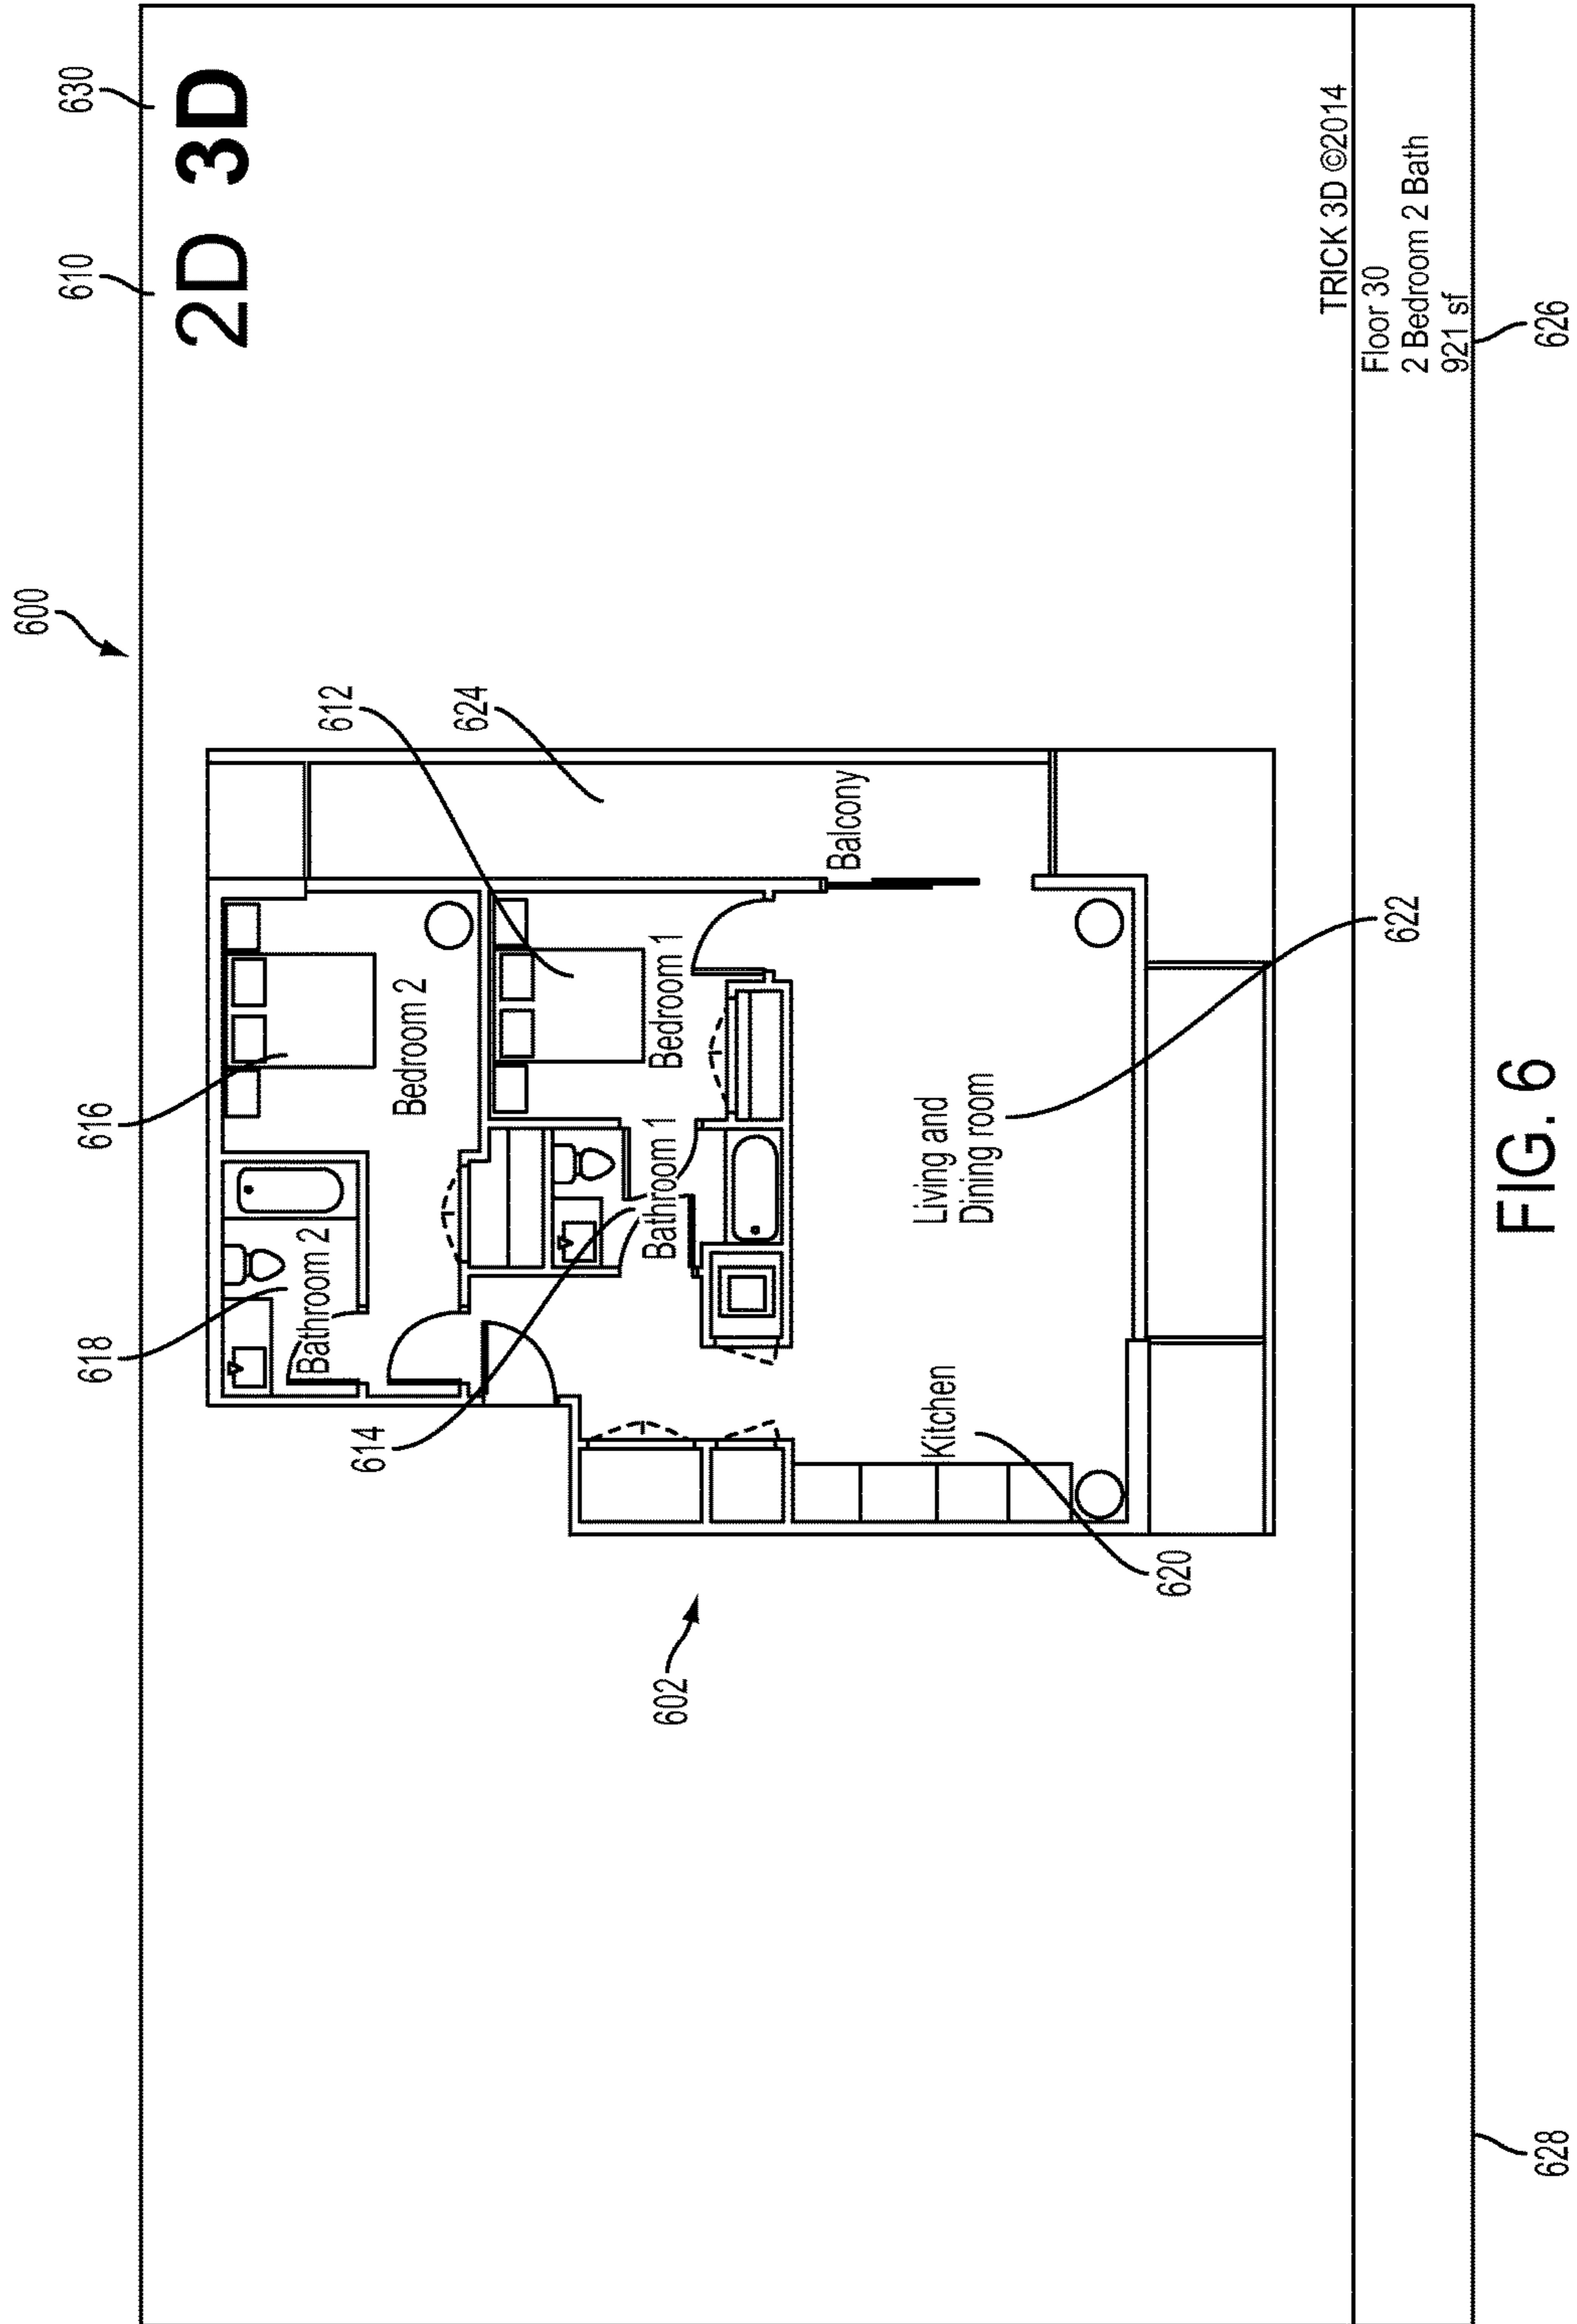 600
618
616
610
630
2D 3D
Bathroom 2
612
614
Bedroom 2
624
602
Bathroom 1
Bedroom 1
Balcony
Kitchen
Living and
Dining room
620
TRICK 3D ©2014
622
Floor 30
2 Bedroom 2 Bath
921 sf
628
626
FIG. 6